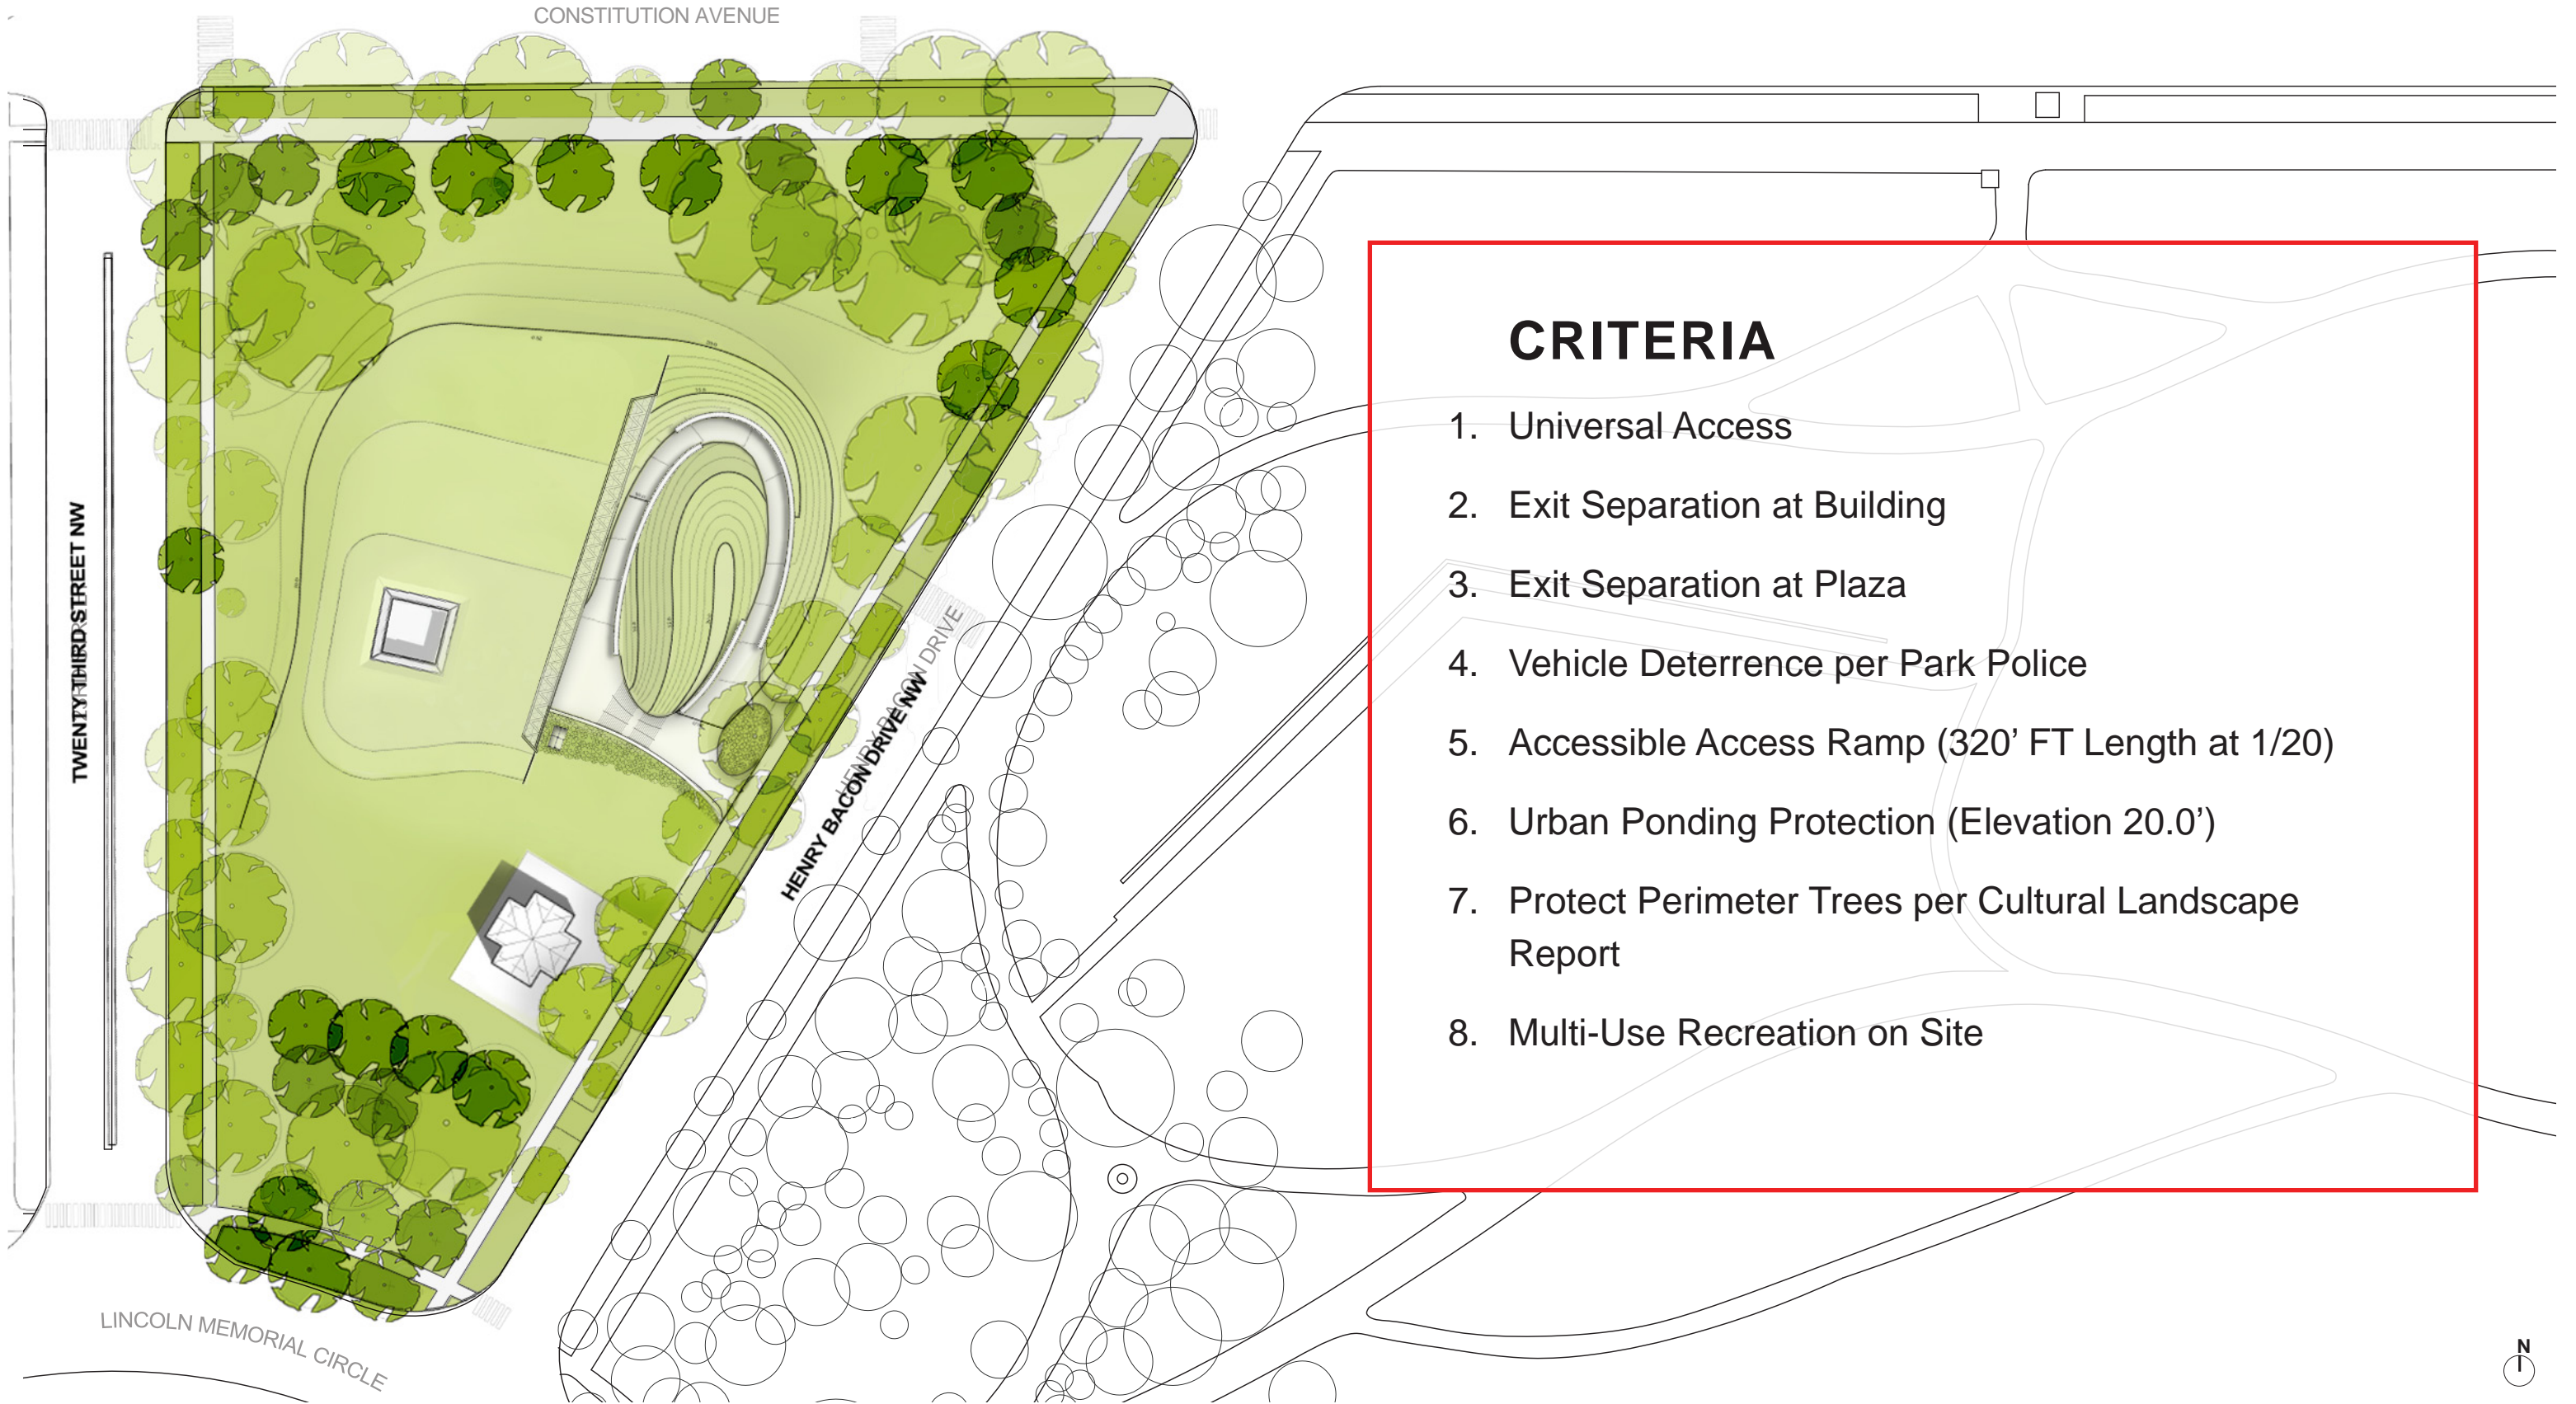 CONSTITUTION AVENUE
TWENTY-THIRD STREET NW
HENRY BACON DRIVE
HENRY BACON DRIVE NW
LINCOLN MEMORIAL CIRCLE
CRITERIA
1. Universal Access
2. Exit Separation at Building
3. Exit Separation at Plaza
4. Vehicle Deterrence per Park Police
5. Accessible Access Ramp (320’ FT Length at 1/20)
6. Urban Ponding Protection (Elevation 20.0’)
7. Protect Perimeter Trees per Cultural Landscape
Report
8. Multi-Use Recreation on Site
N